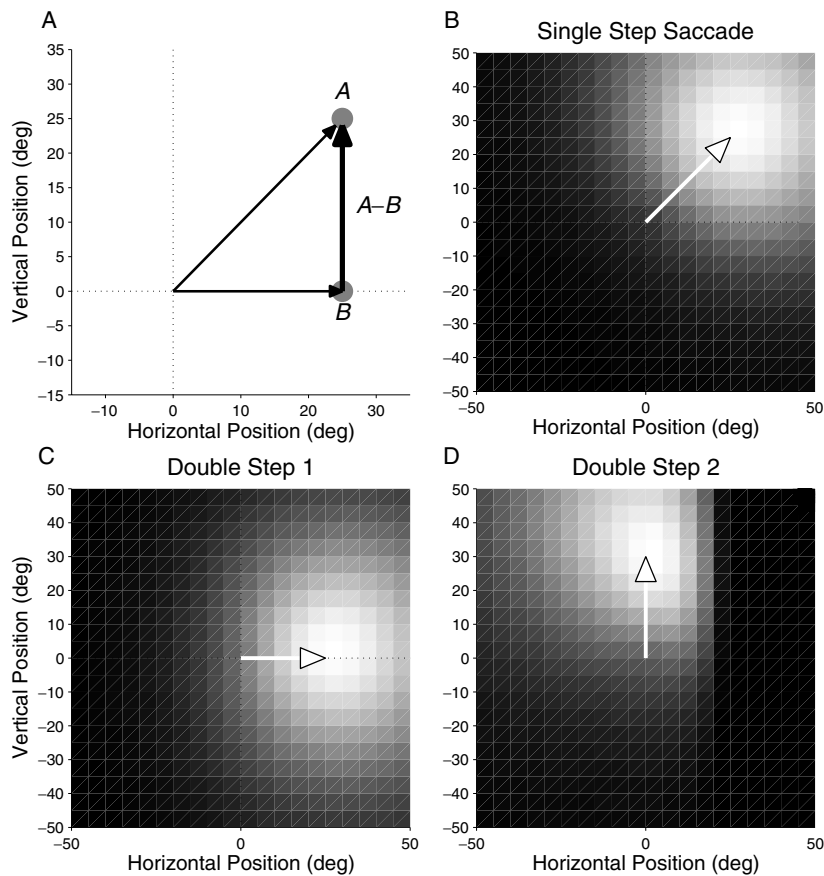 A
35
30
25
20
15
10
5
0
−5
−10
−15
Vertical Position (deg)
A
A−B
B
−10 0 10 20 30
Horizontal Position (deg)
B
Single Step Saccade
50
40
30
20
10
0
−10
−20
−30
−40
−50
−50 0 50
Horizontal Position (deg)
C
Double Step 1
50
40
30
20
10
0
−10
−20
−30
−40
−50
Vertical Position (deg)
−50 0 50
Horizontal Position (deg)
D
Double Step 2
50
40
30
20
10
0
−10
−20
−30
−40
−50
−50 0 50
Horizontal Position (deg)